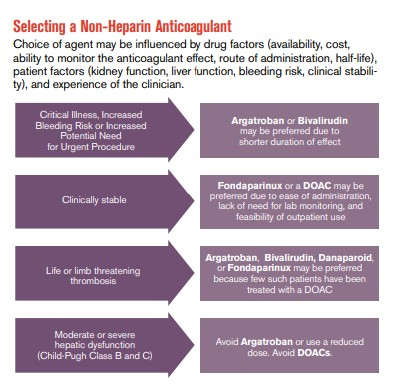 Selecting a Non-Heparin Anticoagulant
Choice of agent may be influenced by drug factors (availability, cost,
ability to monitor the anticoagulant effect, route of administration, half-life),
patient factors (kidney function, liver function, bleeding risk, clinical stabili-
ty), and experience of the clinician.
Critical Illness, Increased
Bleeding Risk or Increased
Potential Need
for Urgent Procedure
Argatroban or Bivalirudin
may be preferred due to
shorter duration of effect
Clinically stable
Fondaparinux or a DOAC may be
preferred due to ease of administration,
lack of need for lab monitoring, and
feasibility of outpatient use
Life or limb threatening
thrombosis
Argatroban, Bivalirudin, Danaparoid,
or Fondaparinux may be preferred
because few such patients have been
treated with a DOAC
Moderate or severe
hepatic dysfunction
(Child-Pugh Class B and C)
Avoid Argatroban or use a reduced
dose. Avoid DOACs.